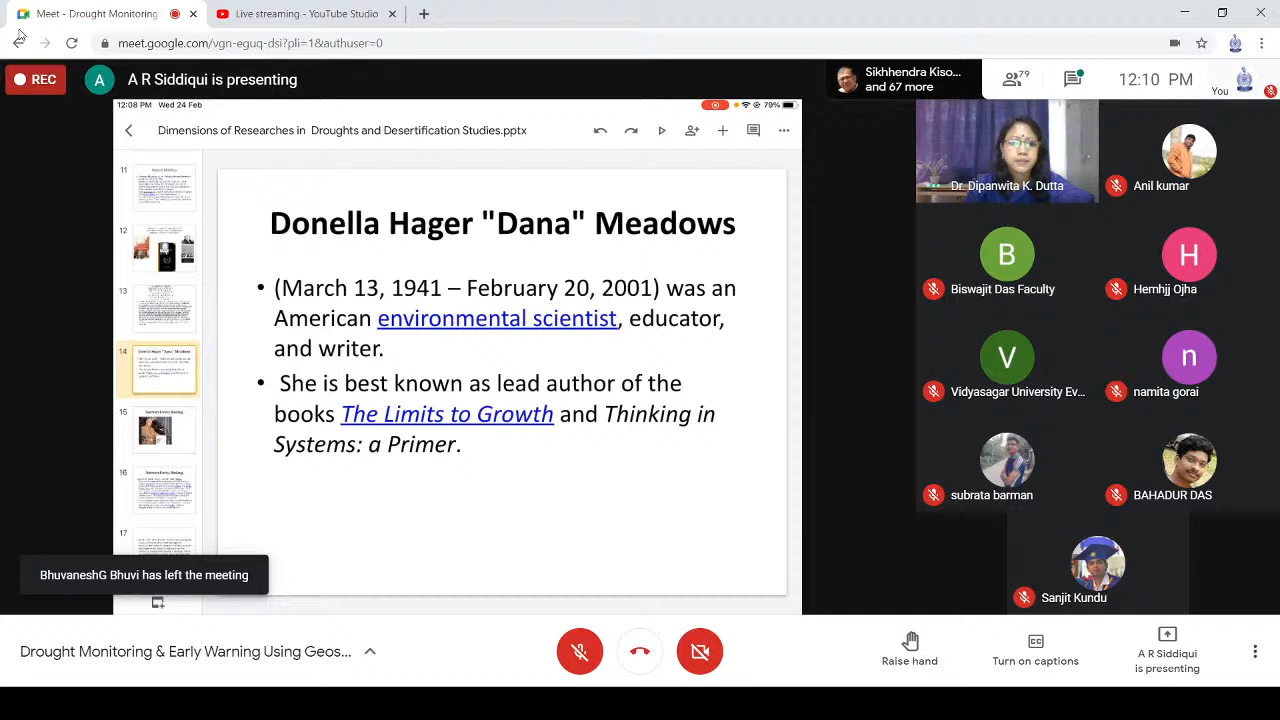 Meet - Drought Monitoring
Live streaming - YouTube Studio
meet.google.com/vgn-eguq-dsi?pli=1&authuser=0
REC
A
A R Siddiqui is presenting
Sikhhendra Kiso...
and 67 more
79
12:10 PM
You
12:08 PM Wed 24 Feb
79%
Dimensions of Researches in Droughts and Desertification Studies.pptx
11
12
13
14
Donella Hager "Dana" Meadows
15
16
17
Donella Hager "Dana" Meadows
• (March 13, 1941 – February 20, 2001) was an
American environmental scientist, educator,
and writer.
• She is best known as lead author of the
books The Limits to Growth and Thinking in
Systems: a Primer.
Anil kumar
B
Biswajit Das Faculty
H
Hemhjj Ojha
V
Vidyasagar University Ev...
n
namita gorai
subrata barman
BAHADUR DAS
Sanjit Kundu
BhuvaneshG Bhuvi has left the meeting
Drought Monitoring & Early Warning Using Geos...
Raise hand
Turn on captions
A R Siddiqui
is presenting